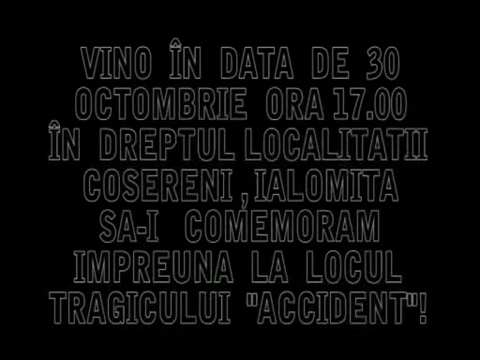 VINO ÎN DATA DE 30
OCTOMBRIE ORA 17.00
ÎN DREPTUL LOCALITATII
COSERENI , IALOMITA
SA-I COMEMORAM
IMPREUNA LA LOCUL
TRAGICULUI "ACCIDENT"!